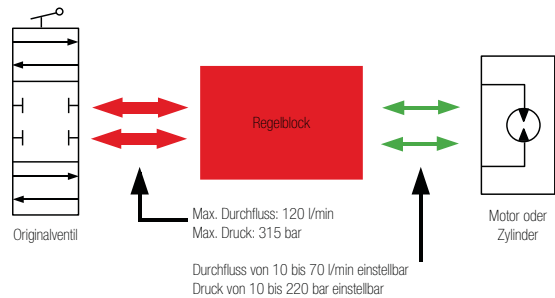 Regelblock
Originalventil
Max. Durchfluss: 120 l/min
Max. Druck: 315 bar
Motor oder
Zylinder
Durchfluss von 10 bis 70 l/min einstellbar
Druck von 10 bis 220 bar einstellbar